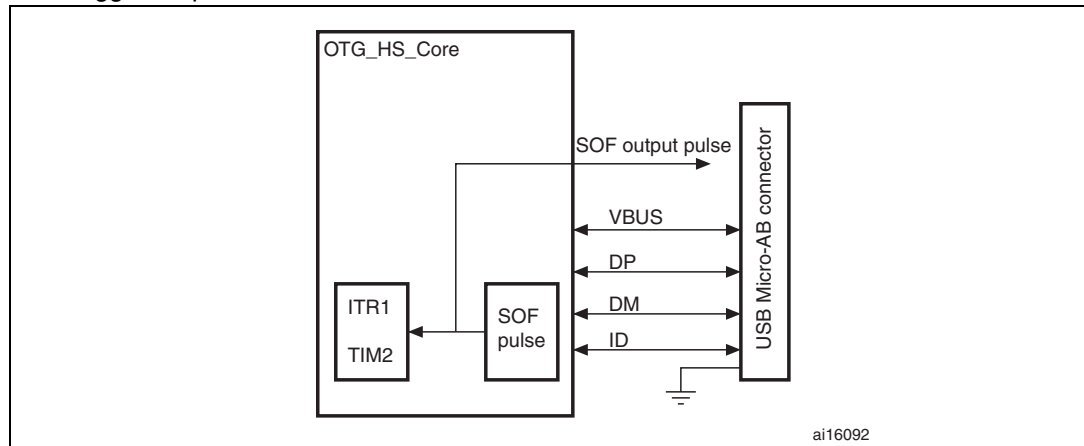 OTG_HS_Core
SOF output pulse
VBUS
DP
DM
ID
ITR1
TIM2
SOF
pulse
USB Micro-AB connector
ai16092